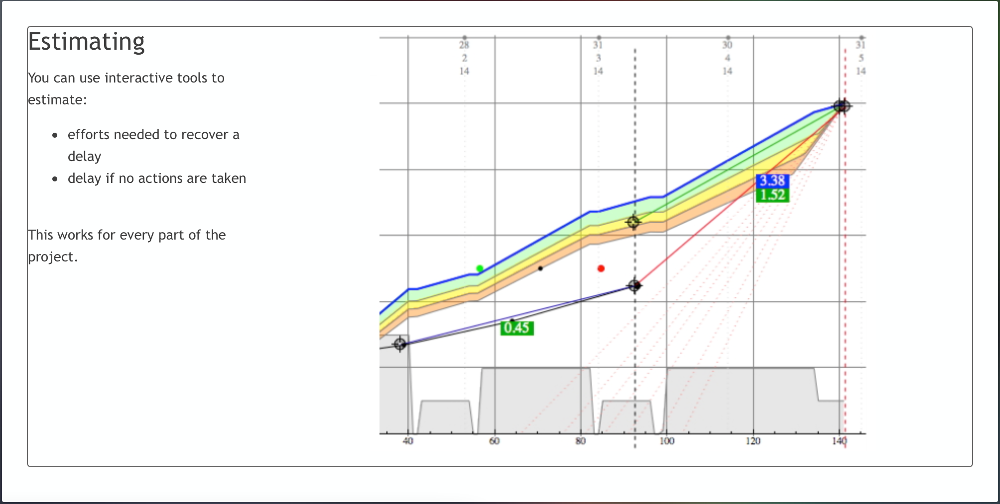 Estimating
You can use interactive tools to
estimate:
• efforts needed to recover a
delay
• delay if no actions are taken
This works for every part of the
project.
28 31 30 31
2 3 4 5
14 14 14 14
3.38
1.52
0.45
40 60 80 100 120 140